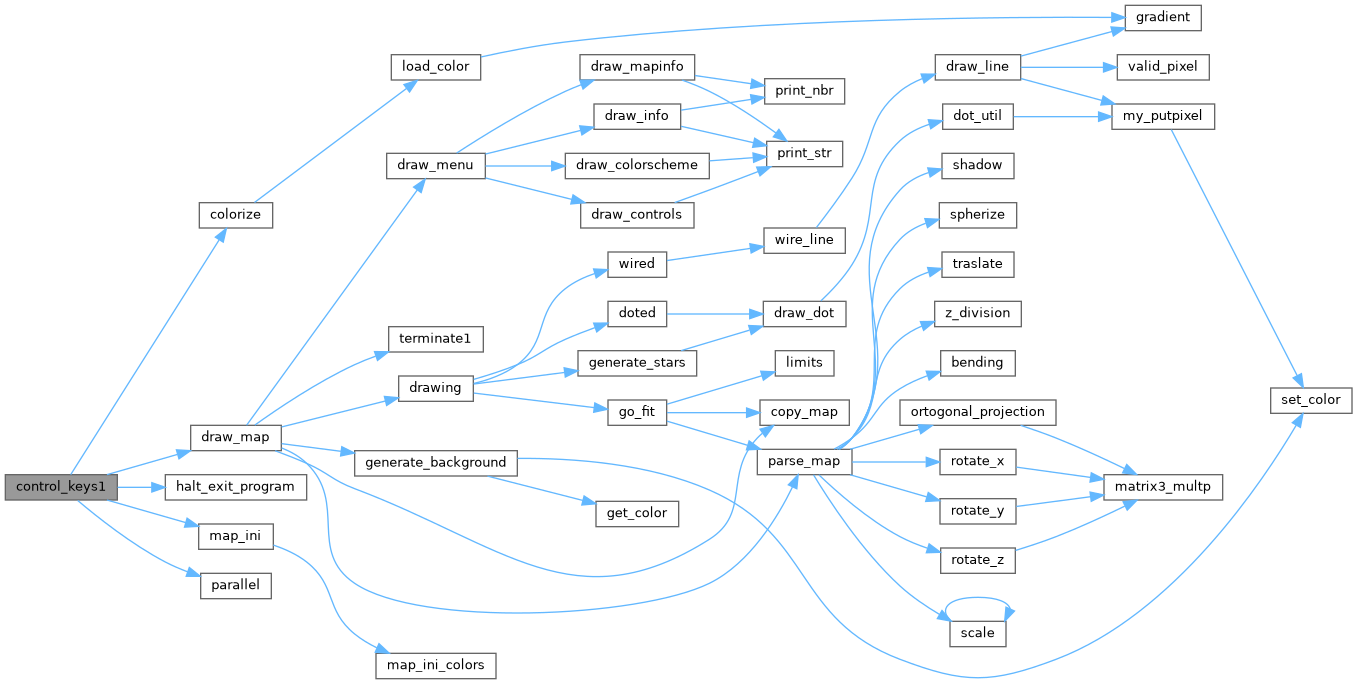 control_keys1
colorize
draw_map
halt_exit_program
map_ini
parallel
load_color
draw_menu
terminate1
drawing
generate_background
map_ini_colors
draw_mapinfo
draw_info
draw_colorscheme
draw_controls
wired
doted
generate_stars
go_fit
get_color
print_nbr
print_str
wire_line
draw_dot
limits
copy_map
parse_map
draw_line
dot_util
shadow
spherize
traslate
z_division
bending
ortogonal_projection
rotate_x
rotate_y
rotate_z
scale
gradient
valid_pixel
my_putpixel
matrix3_multp
set_color